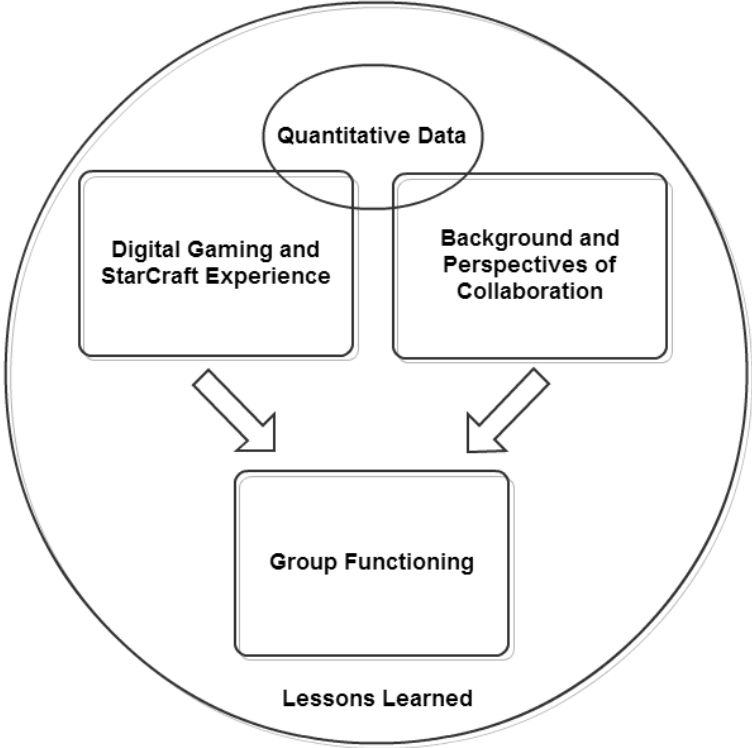 Quantitative Data
Digital Gaming and
StarCraft Experience
Background and
Perspectives of
Collaboration
Group Functioning
Lessons Learned